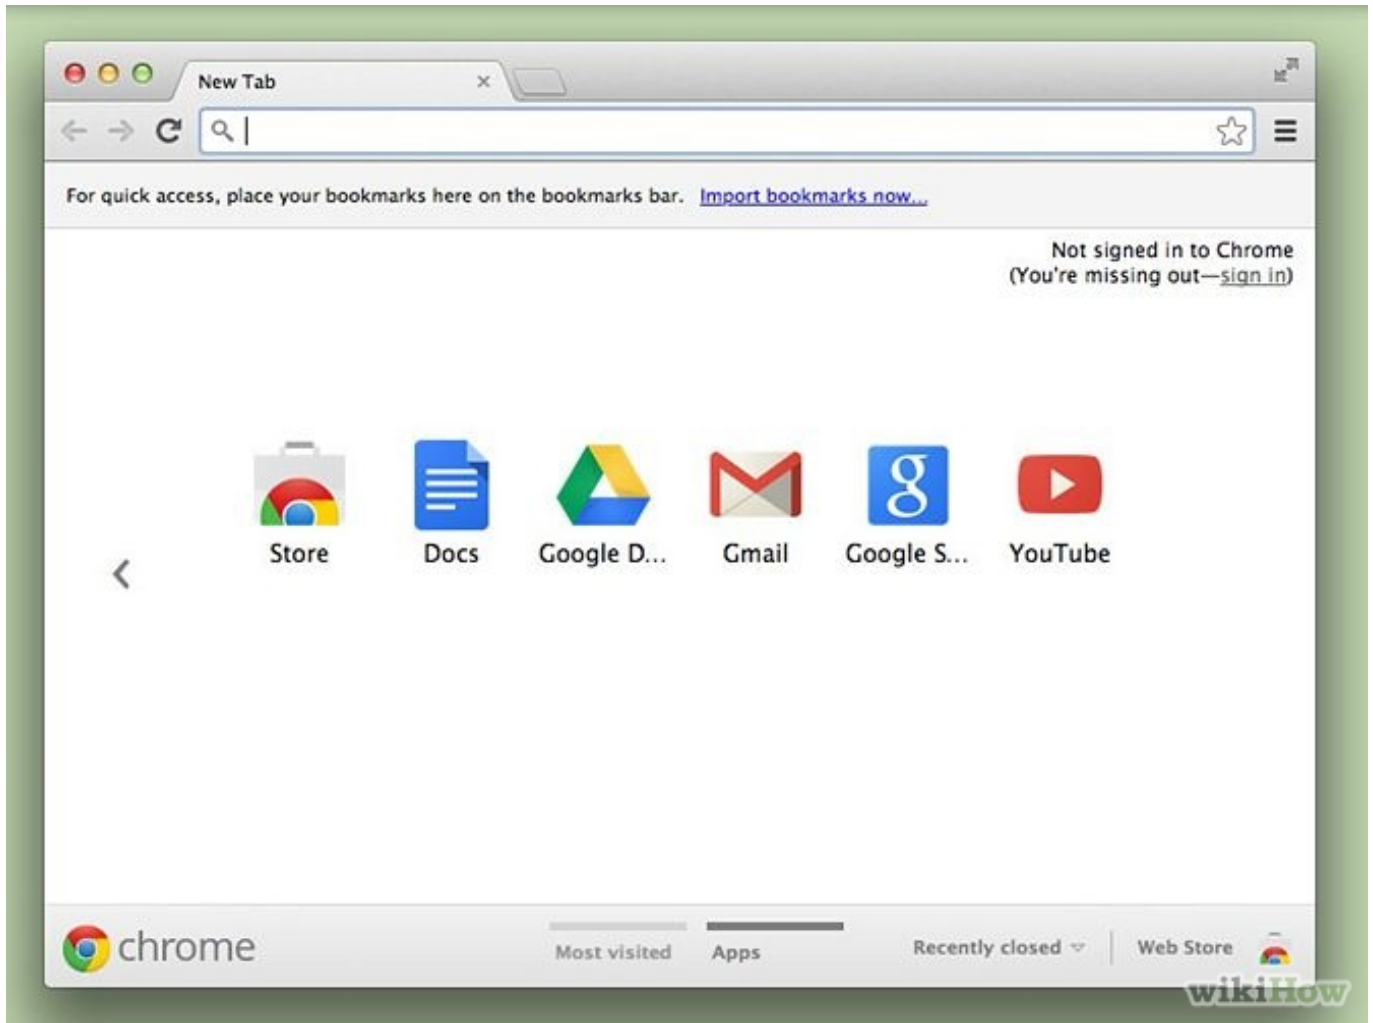 New Tab
For quick access, place your bookmarks here on the bookmarks bar. Import bookmarks now...
Not signed in to Chrome
(You're missing out—sign in)
Store Docs Google D... Gmail Google S... YouTube
chrome Most visited Apps Recently closed Web Store
wikiHow